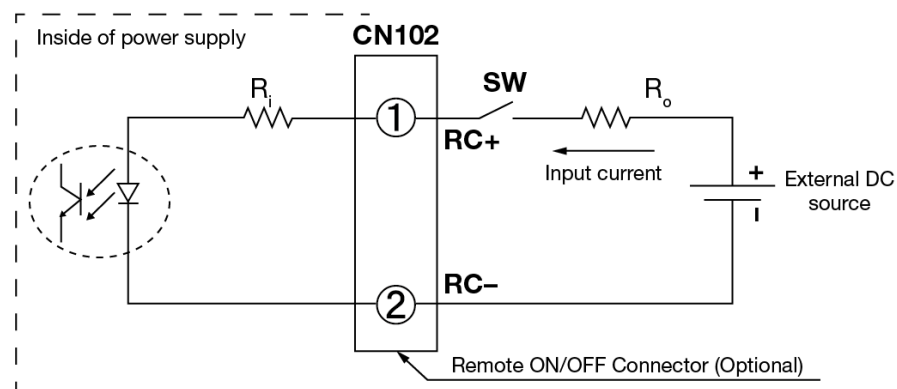 Inside of power supply
CN102
SW
Ri
Ro
1
RC+
Input current
+
External DC
source
−
RC−
2
Remote ON/OFF Connector (Optional)